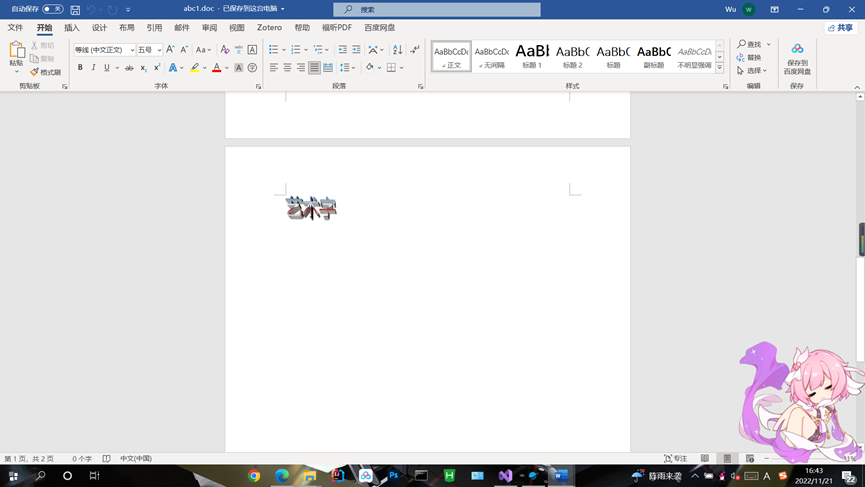 自动保存 关 abc1.doc - 已保存到这台电脑 搜索 Wu W
文件 开始 插入 设计 布局 引用 邮件 审阅 视图 Zotero 帮助 福昕PDF 百度网盘 共享
粘贴 剪切 复制 格式刷
等线 (中文正文) 五号 A A Aa A
B I U ab x₂ x² A A A
AaBbCcDc AaBbCcDc AaBl AaBbC AaBbC AaBbC AaBbCcDc
正文 无间隔 标题 1 标题 2 标题 副标题 不明显强调
查找 替换 选择
保存到 百度网盘
剪贴板 字体 段落 样式 编辑 保存
艺术字
第 1 页，共 2 页 0 个字 中文(中国) 专注
Ps H W 降雨来袭 A S 16:43
2022/11/21 22